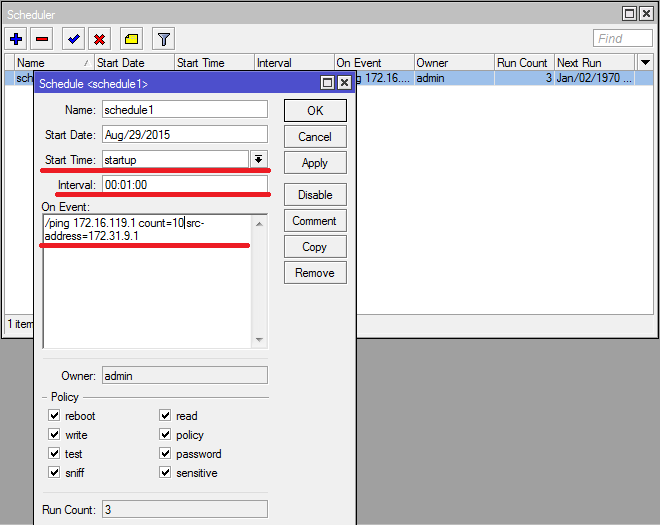 Scheduler
Find
Name Start Date Start Time Interval On Event Owner Run Count Next Run
sch g 172.16.... admin 3 Jan/02/1970 ...
Schedule <schedule1>
Name: schedule1
Start Date: Aug/29/2015
Start Time: startup
Interval: 00:01:00
On Event:
/ping 172.16.119.1 count=10 src-
address=172.31.9.1
OK
Cancel
Apply
Disable
Comment
Copy
Remove
1 item
Owner: admin
Policy
reboot read
write policy
test password
sniff sensitive
Run Count: 3